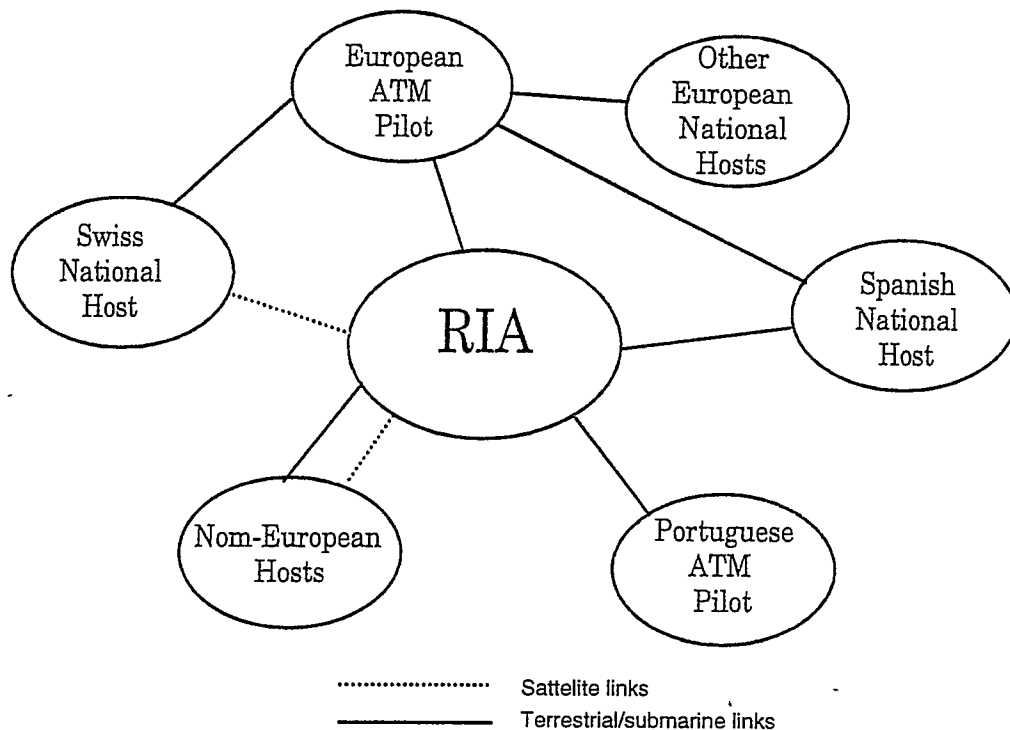 European
ATM
Pilot
Other
European
National
Hosts
Swiss
National
Host
RIA
Spanish
National
Host
Nom-European
Hosts
Portuguese
ATM
Pilot
Sattelite links
Terrestrial/submarine links